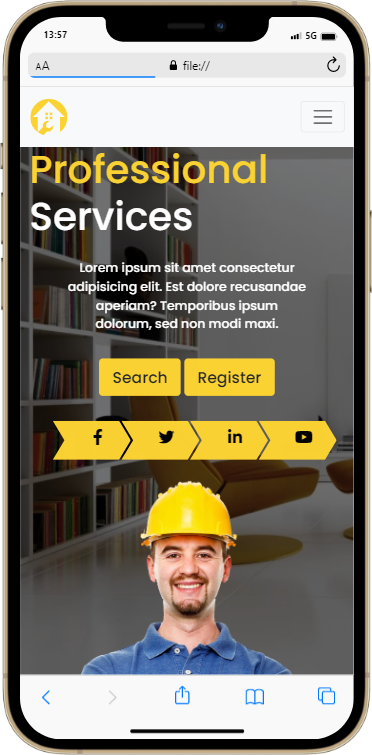 13:57
5G
AA
file://
Professional
Services
Lorem ipsum sit amet consectetur
adipisicing elit. Est dolore recusandae
aperiam? Temporibus ipsum
dolorum, sed non modi maxi.
Search
Register